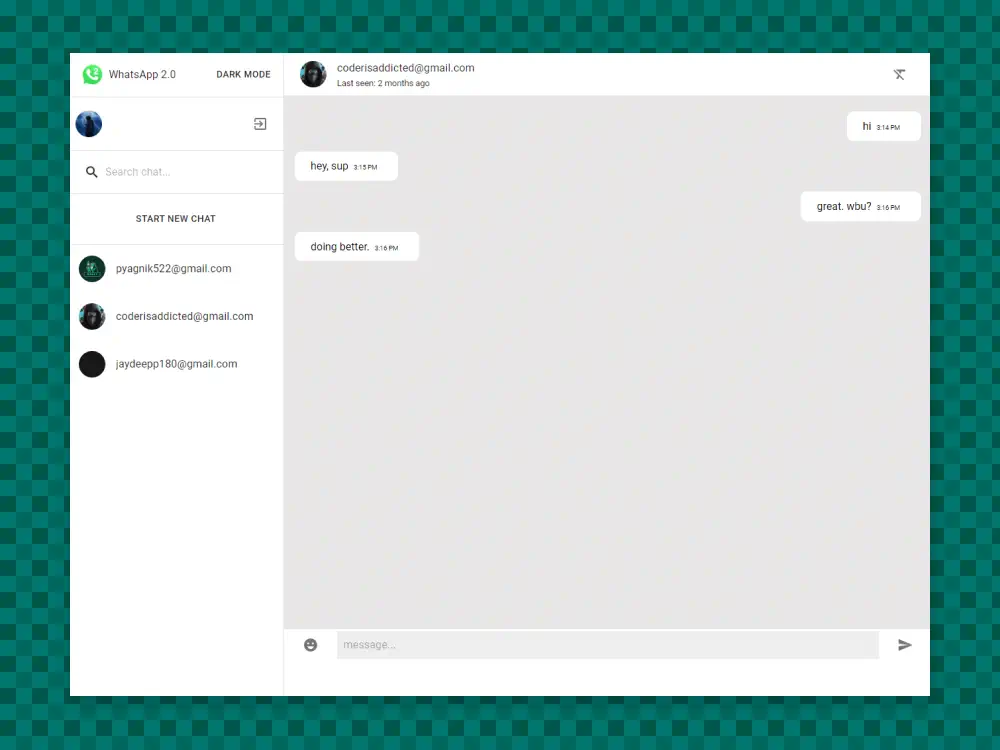 WhatsApp 2.0
DARK MODE
Search chat...
START NEW CHAT
pyagnik522@gmail.com
coderisaddicted@gmail.com
jaydeepp180@gmail.com
coderisaddicted@gmail.com
Last seen: 2 months ago
hi 3:14 PM
hey, sup 3:15 PM
great. wbu? 3:16 PM
doing better. 3:16 PM
message...